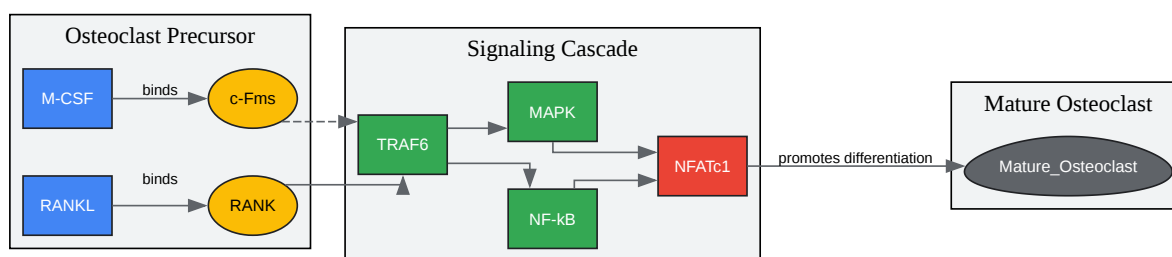 Osteoclast Precursor
M-CSF
binds
c-Fms
RANKL
binds
RANK
Signaling Cascade
TRAF6
MAPK
NF-kB
NFATc1
promotes differentiation
Mature Osteoclast
Mature_Osteoclast